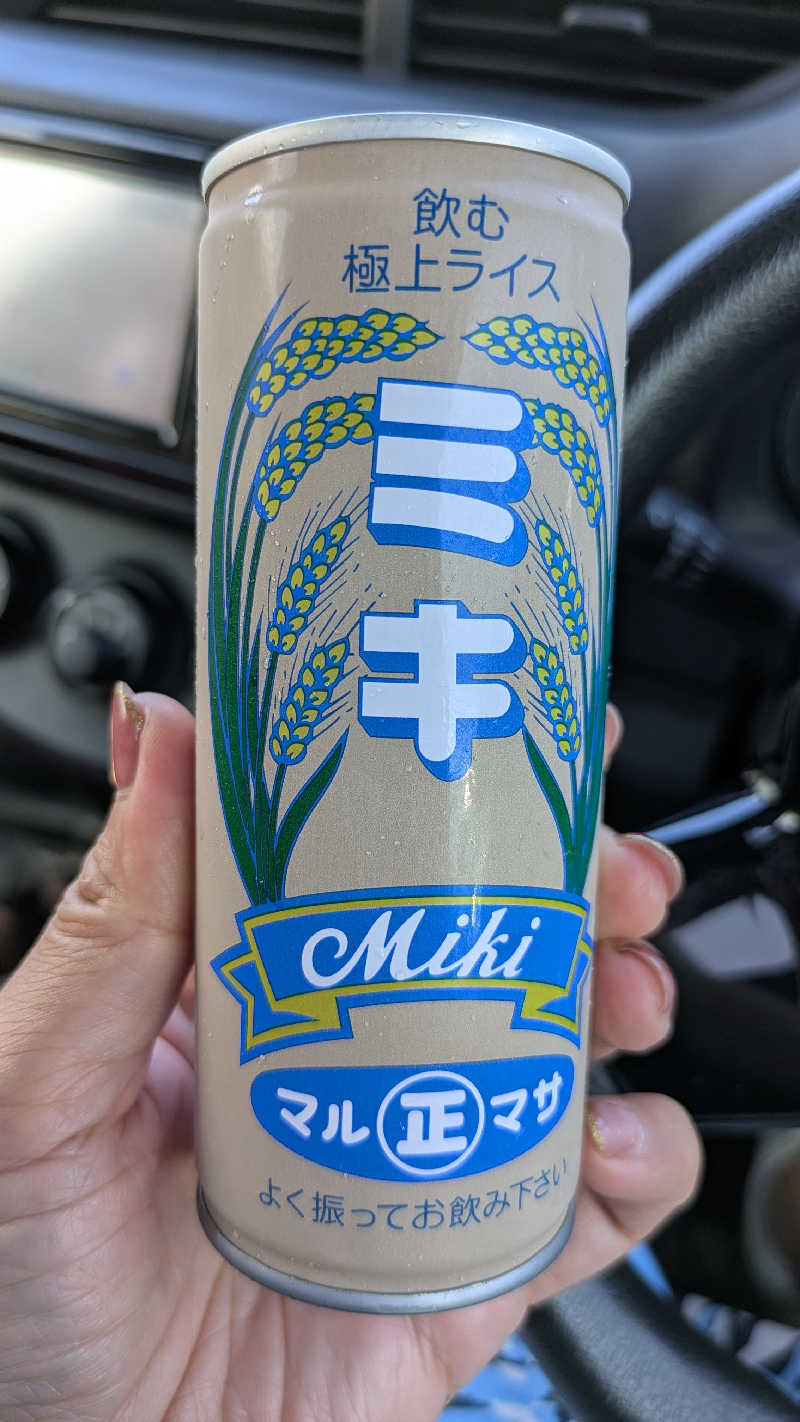 飲む
極上ライス
ミキ
Miki
マル正マサ
よく振ってお飲み下さい